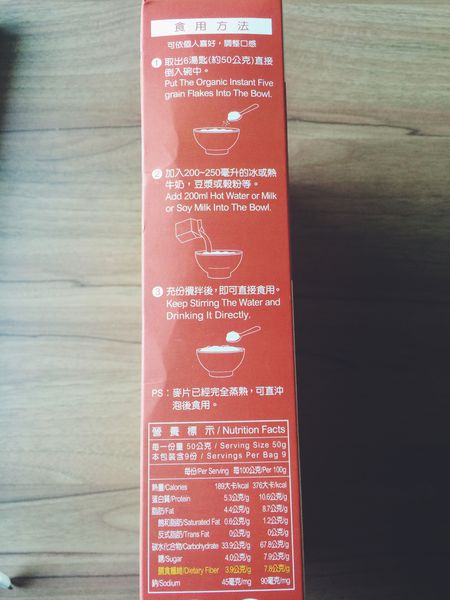 食用方法
可依個人喜好，調整口感
1 取出6湯匙(約50公克)直接
倒入碗中。
Put The Organic Instant Five
grain Flakes Into The Bowl.
2 加入200~250毫升的冰或熱
牛奶，豆漿或穀粉等。
Add 200ml Hot Water or Milk
or Soy Milk Into The Bowl.
3 充份攪拌後，即可直接食用。
Keep Stirring The Water and
Drinking It Directly.
PS：麥片已經完全蒸熟，可直沖
泡後食用。
營養標示/Nutrition Facts
每一份量 50公克/Serving Size 50g
本包裝含9份/Servings Per Bag 9
每份/Per Serving 每100公克/Per 100g
熱量/Calories 189大卡/kcal 376大卡/kcal
蛋白質/Protein 5.3公克/g 10.6公克/g
脂肪/Fat 4.4公克/g 8.7公克/g
飽和脂肪/Saturated Fat 0.6公克/g 1.2公克/g
反式脂肪/Trans Fat 0公克/g 0公克/g
碳水化合物/Carbohydrate 33.9公克/g 67.8公克/g
糖/Sugar 4.0公克/g 7.9公克/g
膳食纖維/Dietary Fiber 3.9公克/g 7.8公克/g
鈉/Sodium 45毫克/mg 90毫克/mg